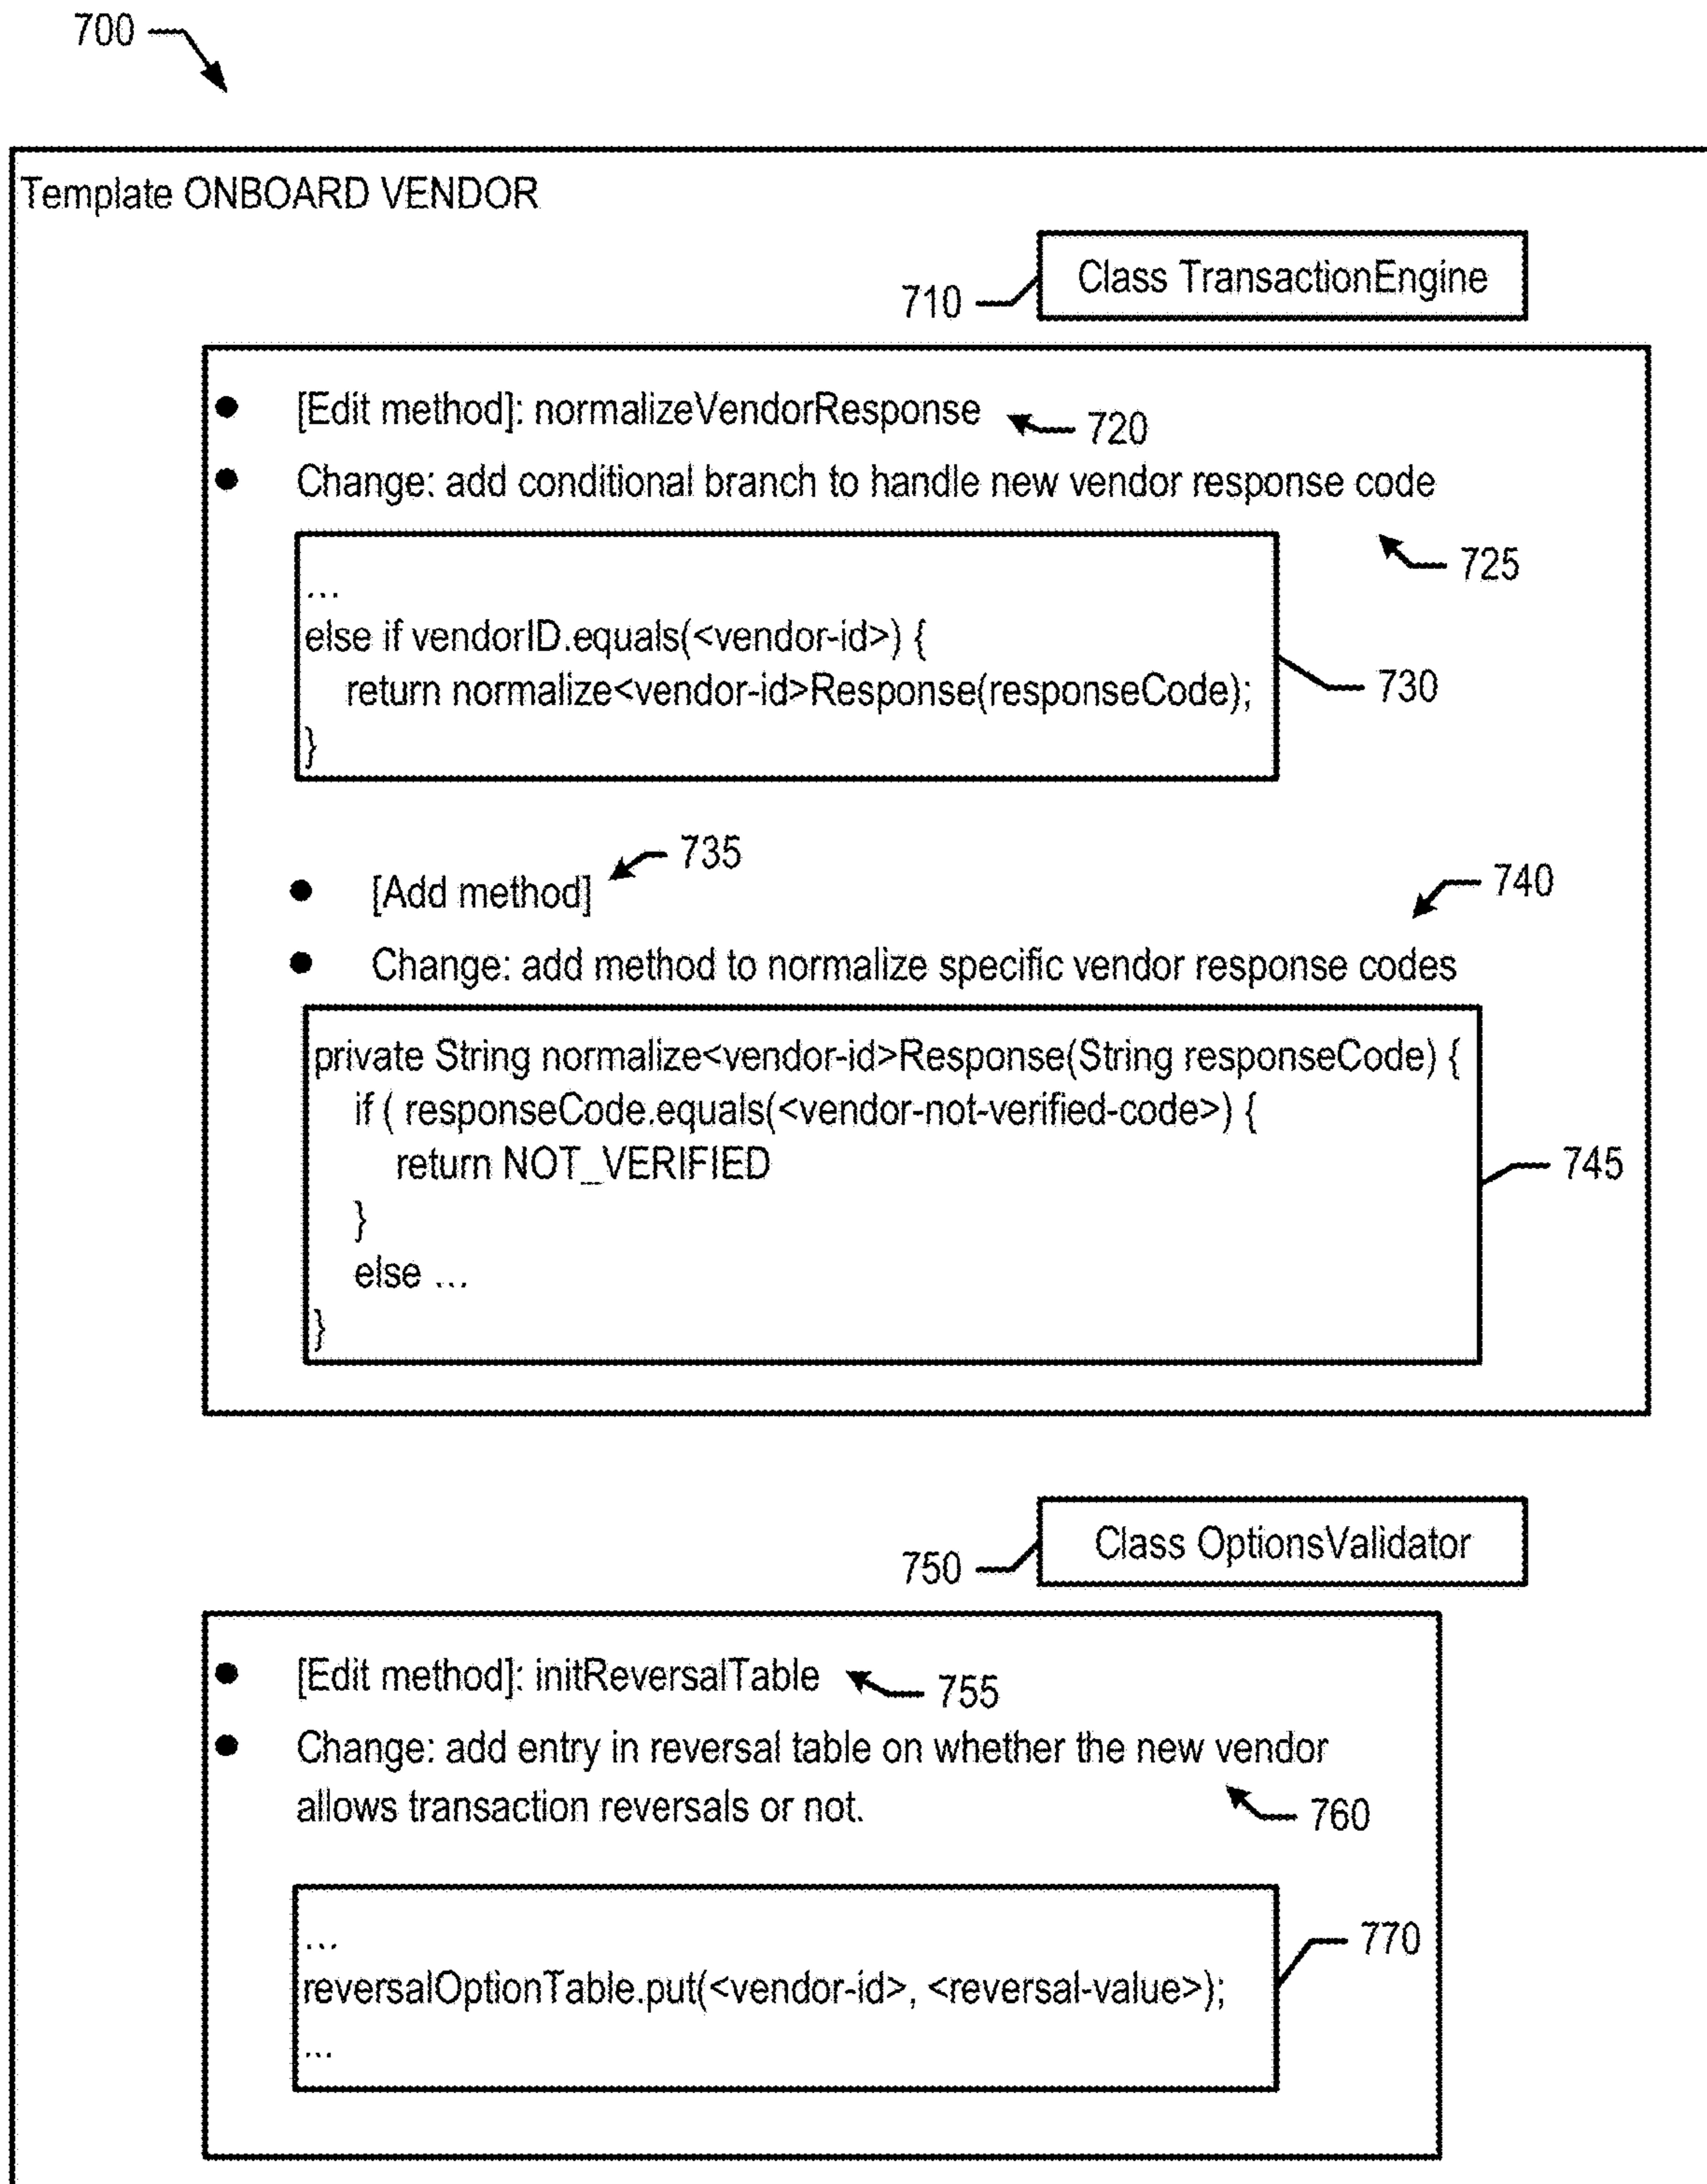 700
Template ONBOARD VENDOR
Class TransactionEngine
710
● [Edit method]: normalizeVendorResponse
720
● Change: add conditional branch to handle new vendor response code
725
...
else if vendorID.equals(<vendor-id>) {
return normalize<vendor-id>Response(responseCode);
}
730
735
● [Add method]
740
● Change: add method to normalize specific vendor response codes
private String normalize<vendor-id>Response(String responseCode) {
if ( responseCode.equals(<vendor-not-verified-code>) {
return NOT_VERIFIED
}
else ...
}
745
Class OptionsValidator
750
● [Edit method]: initReversalTable
755
● Change: add entry in reversal table on whether the new vendor
allows transaction reversals or not.
760
...
reversalOptionTable.put(<vendor-id>, <reversal-value>);
...
770